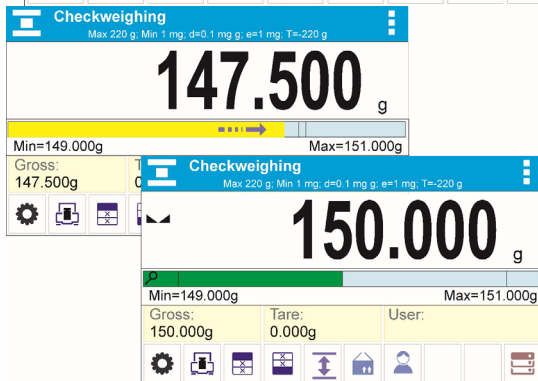 Checkweighing
Max 220 g; Min 1 mg; d=0.1 mg g; e=1 mg; T=-220 g
147.500 g
Min=149.000g Max=151.000g
Gross:
147.500g
Checkweighing
Max 220 g; Min 1 mg; d=0.1 mg g; e=1 mg; T=-220 g
150.000 g
Min=149.000g Max=151.000g
Gross: Tare: User:
150.000g 0.000g